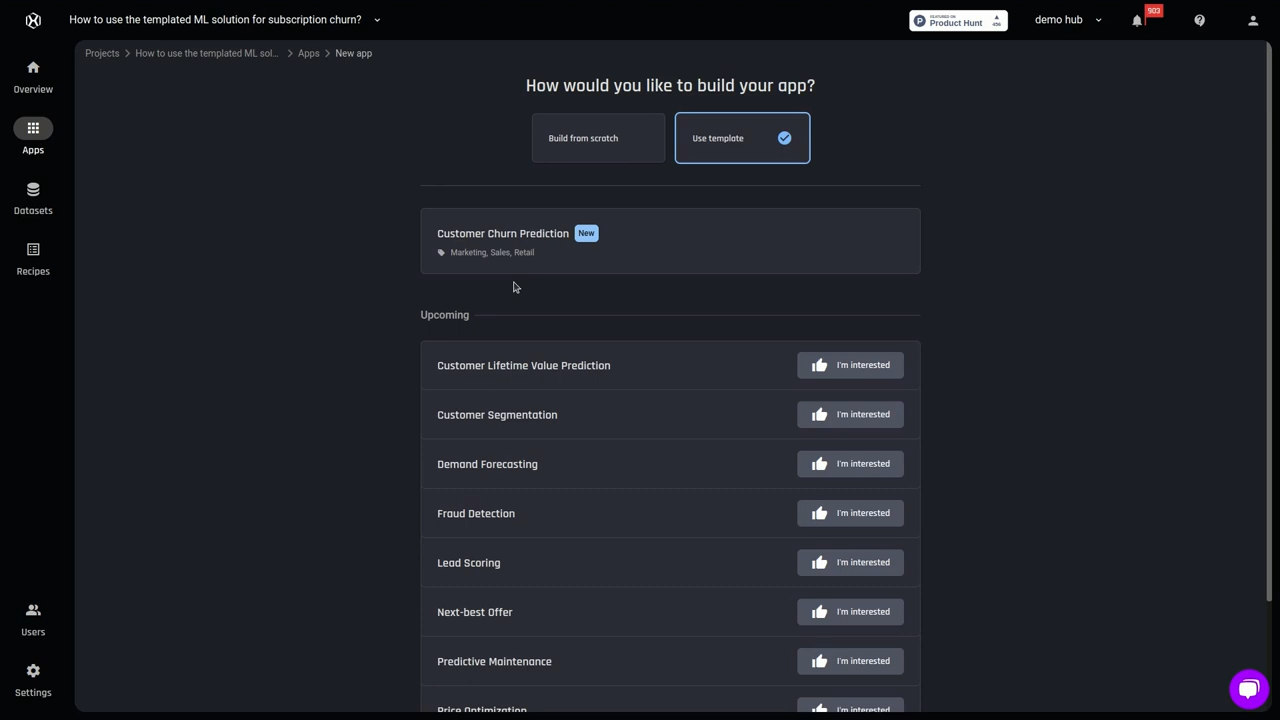 How to use the templated ML solution on subscription churn?
FEATURED ON
Product Hunt
456
demo hub
903
Projects
How to use the templated ML sol...
Apps
New app
Overview
Apps
Datasets
Recipes
Users
Settings
How would you like to build your app?
Build from scratch
Use template
Customer Churn Prediction
New
Marketing, Sales, Retail
Upcoming
Customer Lifetime Value Prediction
I'm interested
Customer Segmentation
I'm interested
Demand Forecasting
I'm interested
Fraud Detection
I'm interested
Lead Scoring
I'm interested
Next-best Offer
I'm interested
Predictive Maintenance
I'm interested
Price Optimization
I'm interested